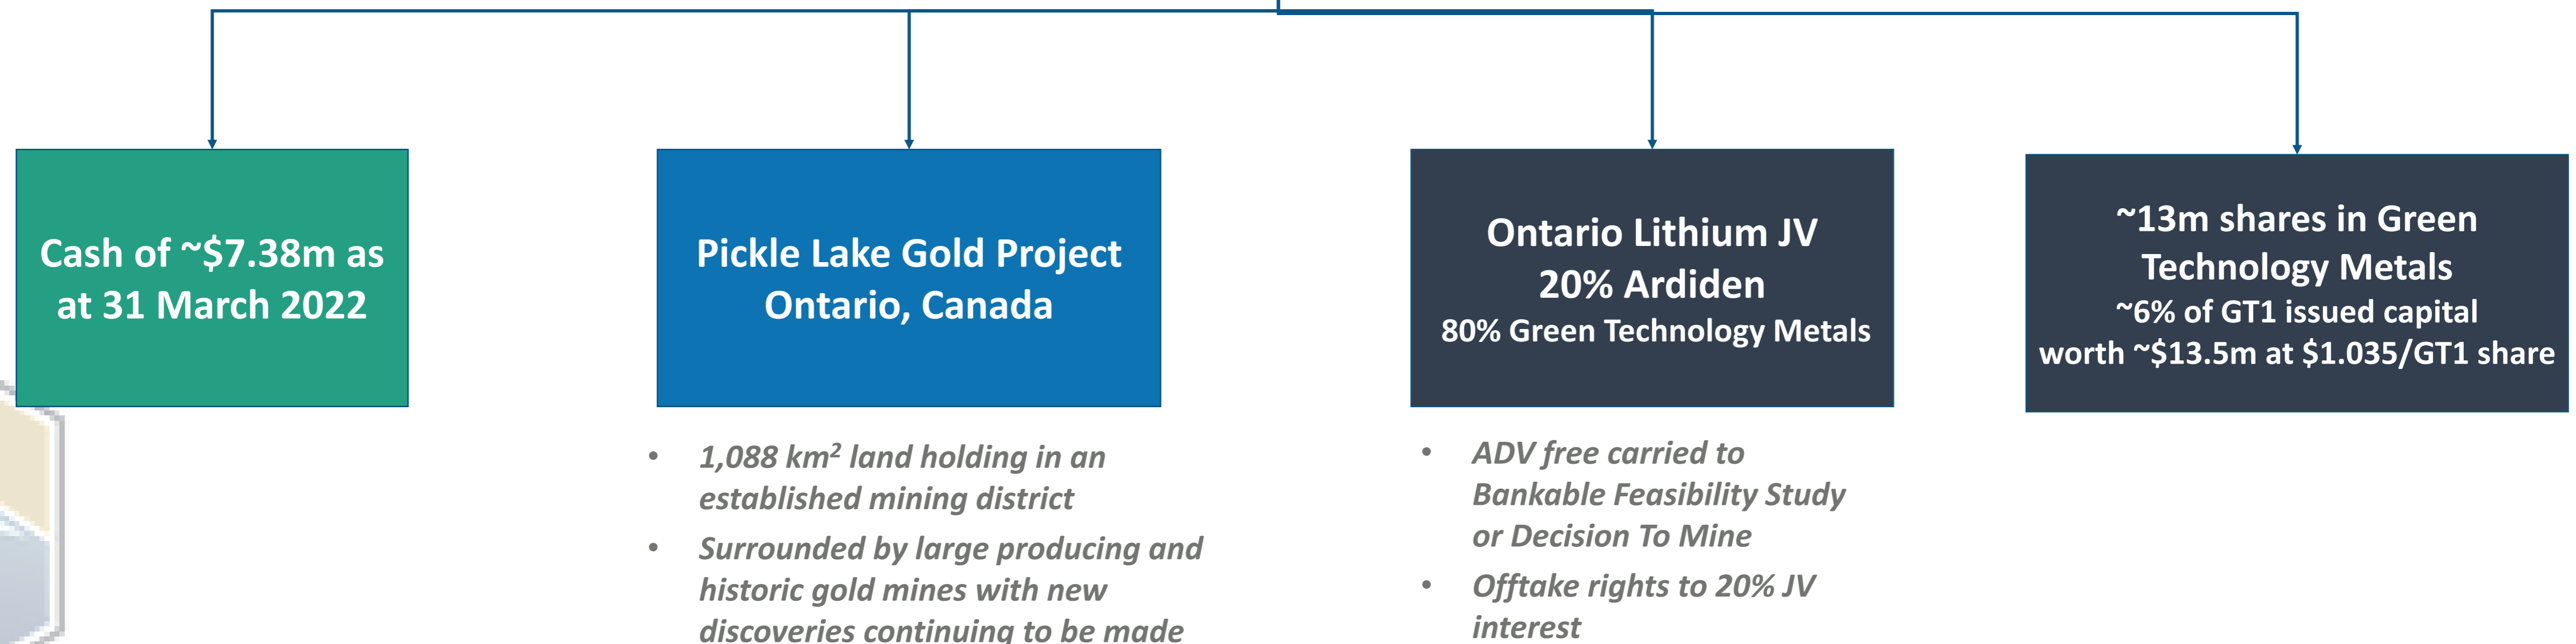 Cash of ~$7.38m as
at 31 March 2022
Pickle Lake Gold Project
Ontario, Canada
• 1,088 km² land holding in an
established mining district
• Surrounded by large producing and
historic gold mines with new
discoveries continuing to be made
Ontario Lithium JV
20% Ardiden
80% Green Technology Metals
• ADV free carried to
Bankable Feasibility Study
or Decision To Mine
• Offtake rights to 20% JV
interest
~13m shares in Green
Technology Metals
~6% of GT1 issued capital
worth ~$13.5m at $1.035/GT1 share